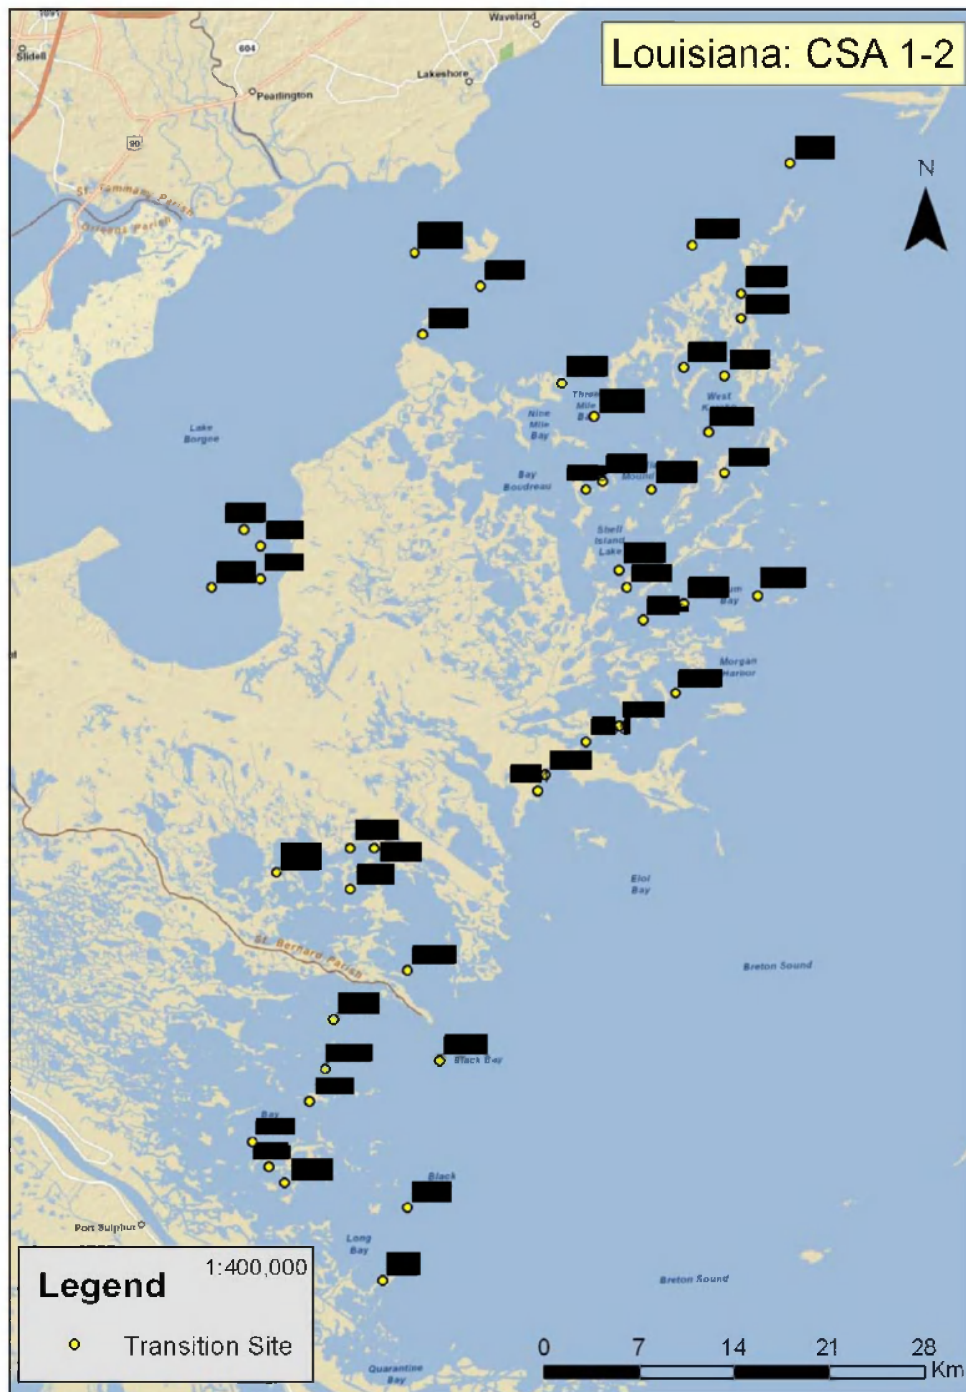 1091
Waveland
Slidell
604
Louisiana: CSA 1-2
Lakeshore
Pearlington
90
N
St. Tammany Parish
Orleans Parish
Three
Mile
Nine
Mile
Bay
West
Lake
Borgne
Bay
Boudreau
Mound
Shell
Island
Lake
Bay
Morgan
Harbor
Eloi
Bay
St. Bernard Parish
Breton Sound
Black Bay
Bay
Black
Port Sulphur
Long
Bay
Breton Sound
Legend
1:400,000
Transition Site
0 7 14 21 28
Km
Quarantine
Bay